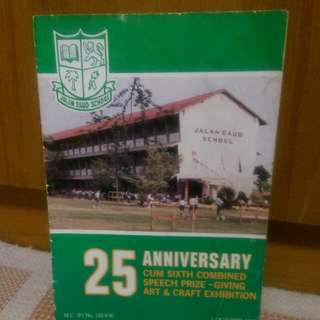 JALAN DAUD SCHOOL
JALAN DAUD
SCHOOL
25 ANNIVERSARY
CUM SIXTH COMBINED
SPEECH PRIZE - GIVING
ART & CRAFT EXHIBITION